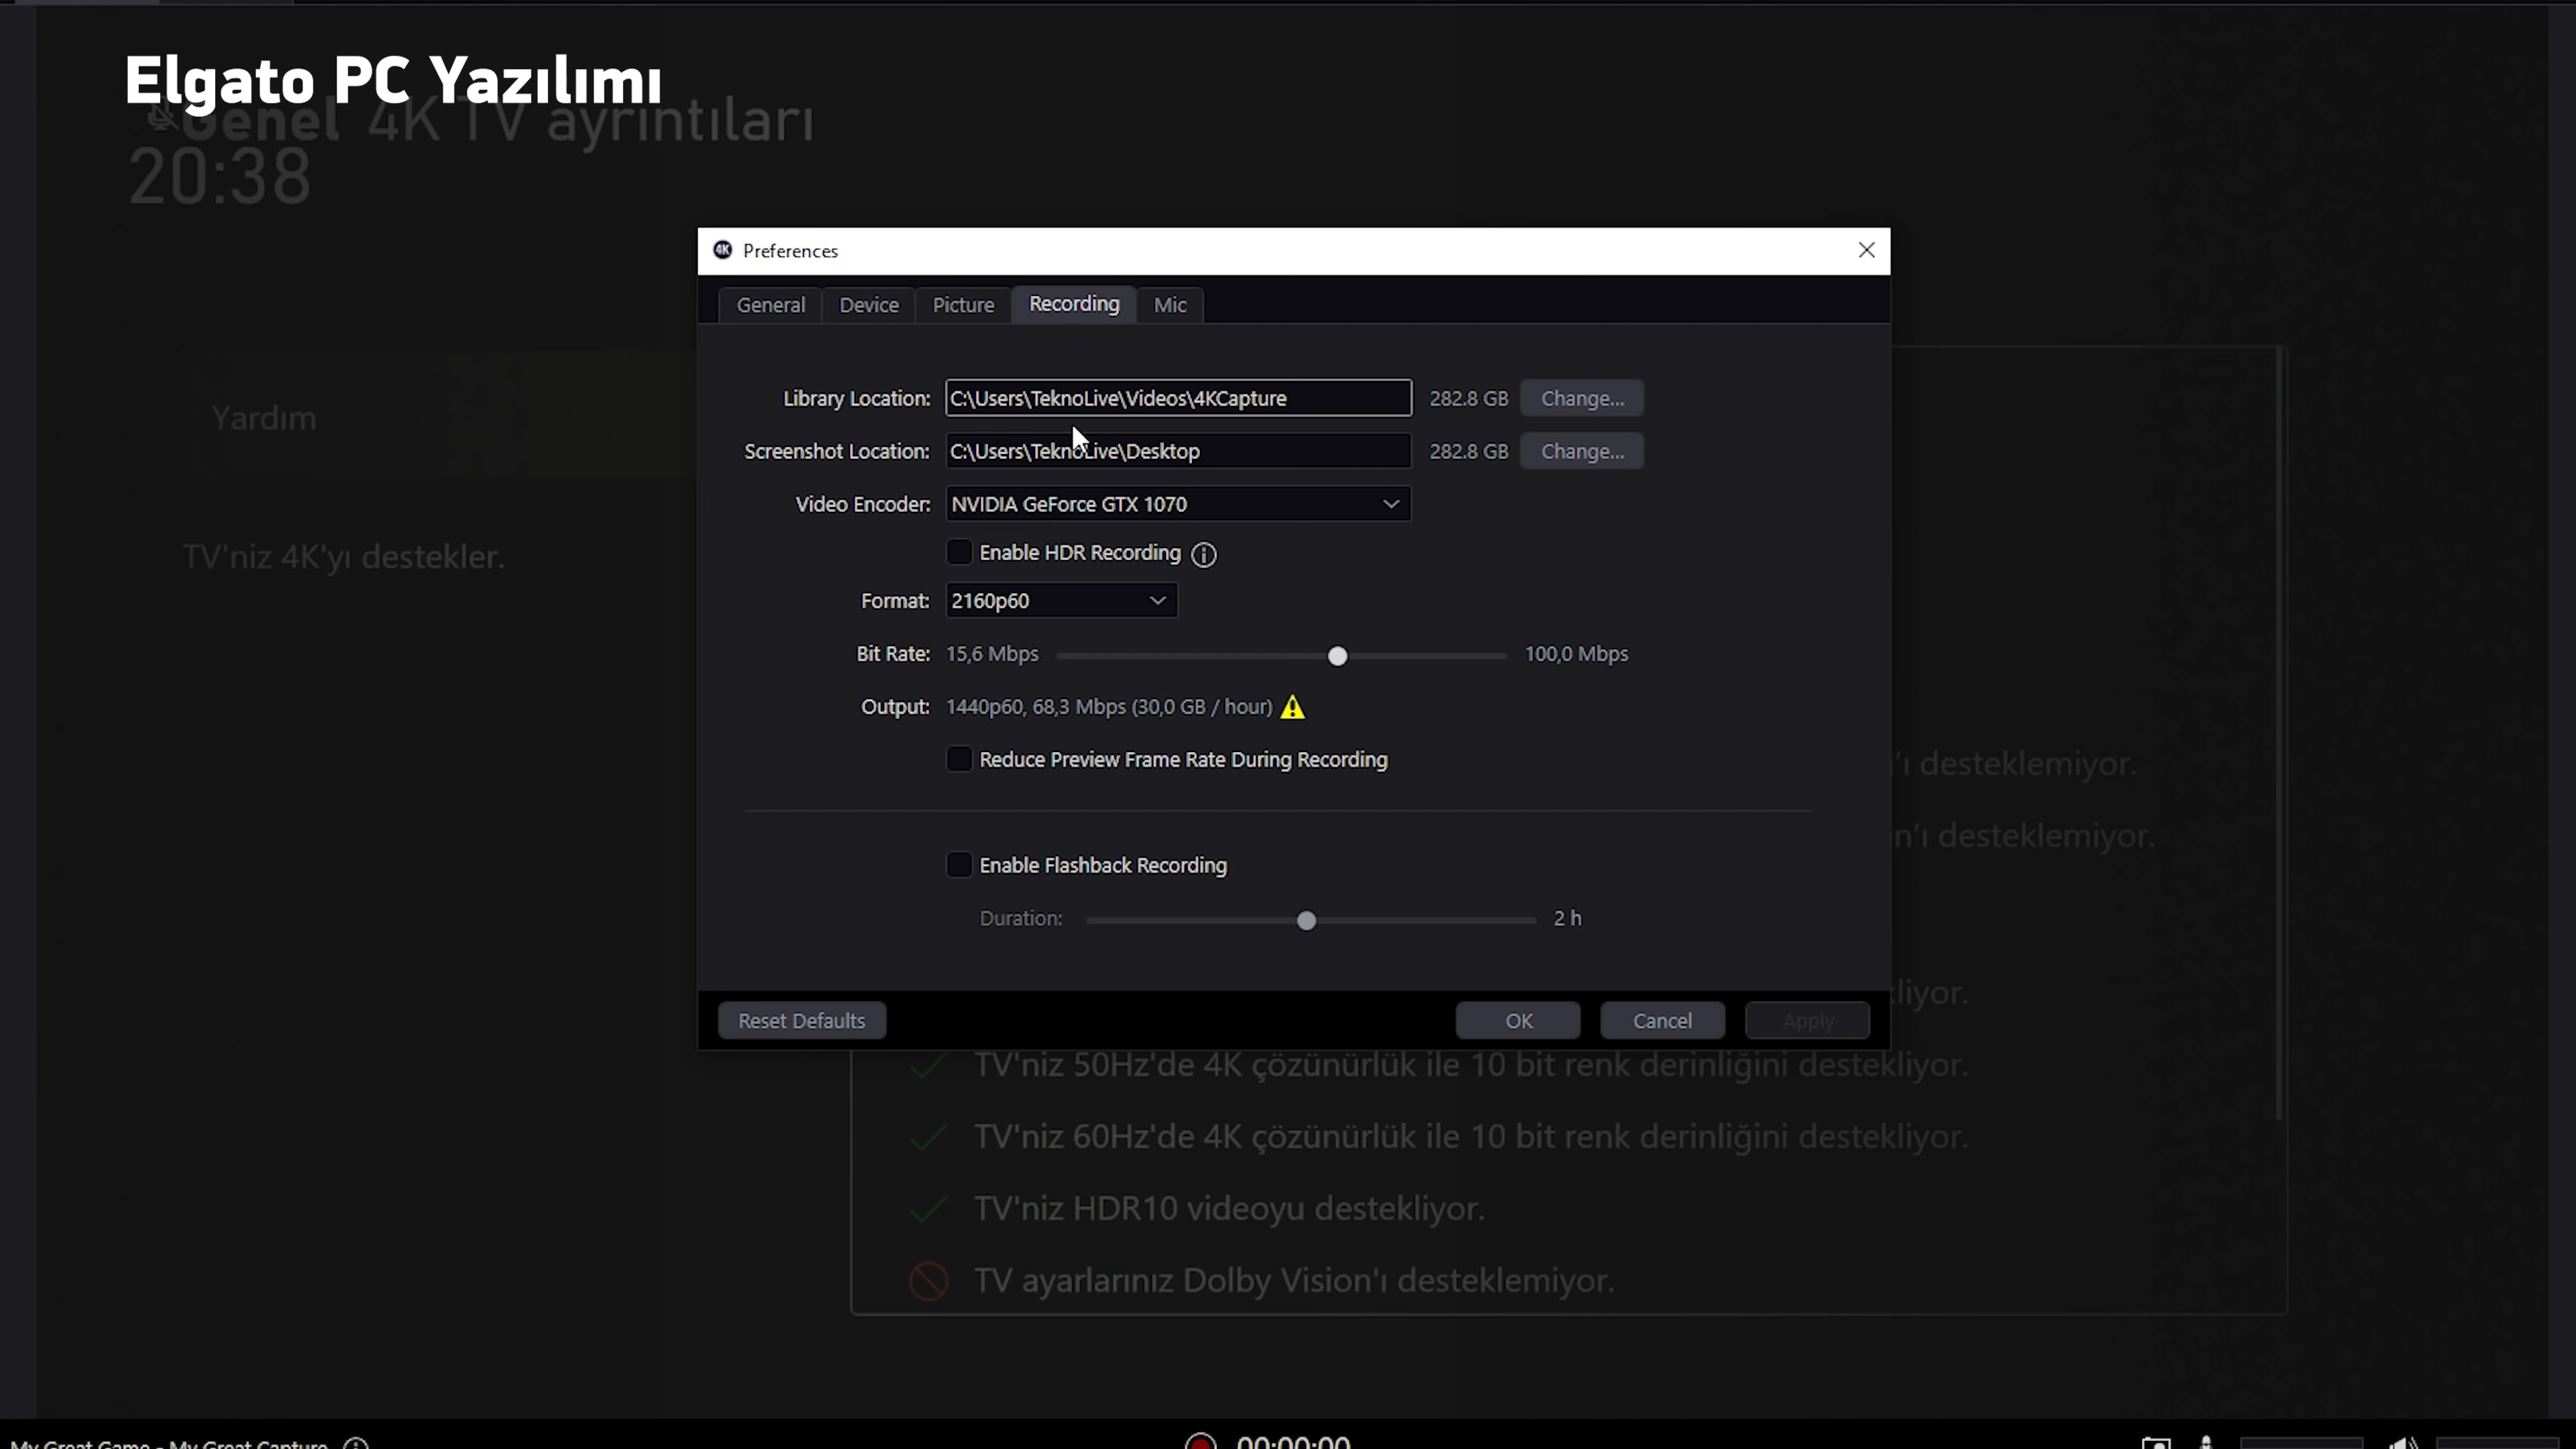 Elgato PC Yazılımı
Genel 4K TV ayrıntıları
20:38
Preferences
General Device Picture Recording Mic
Library Location: C:\Users\TeknoLive\Videos\4KCapture 282.8 GB Change...
Screenshot Location: C:\Users\TeknoLive\Desktop 282.8 GB Change...
Video Encoder: NVIDIA GeForce GTX 1070
Enable HDR Recording
Format: 2160p60
Bit Rate: 15,6 Mbps 100,0 Mbps
Output: 1440p60, 68,3 Mbps (30,0 GB / hour)
Reduce Preview Frame Rate During Recording
Enable Flashback Recording
Duration: 2 h
Reset Defaults OK Cancel Apply
Yardım
TV'niz 4K'yı destekler.
desteklemiyor.
desteklemiyor.
TV'niz 50Hz'de 4K çözünürlük ile 10 bit renk derinliğini destekliyor.
TV'niz 60Hz'de 4K çözünürlük ile 10 bit renk derinliğini destekliyor.
TV'niz HDR10 videoyu destekliyor.
TV ayarlarınız Dolby Vision'ı desteklemiyor.
My Great Game - My Great Capture 00:00:00